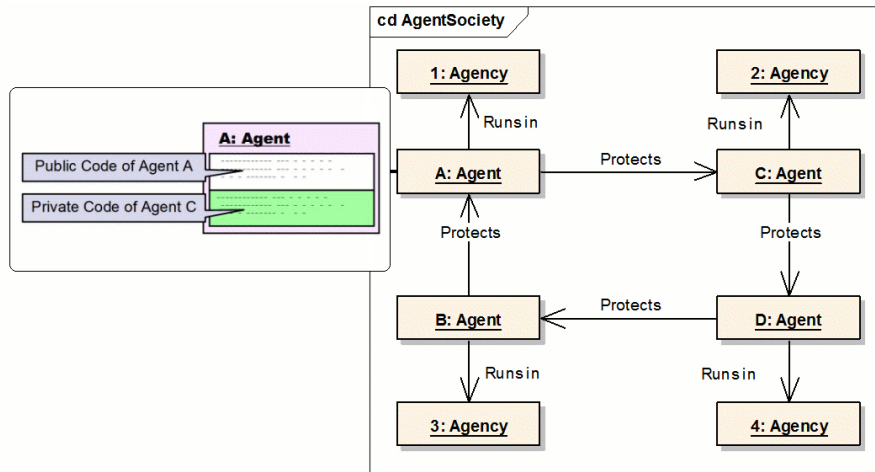 cd AgentSociety
1: Agency
2: Agency
Runsin
Runsin
A: Agent
Public Code of Agent A
Private Code of Agent C
A: Agent
Protects
C: Agent
Protects
Protects
B: Agent
Protects
D: Agent
Runsin
Runsin
3: Agency
4: Agency